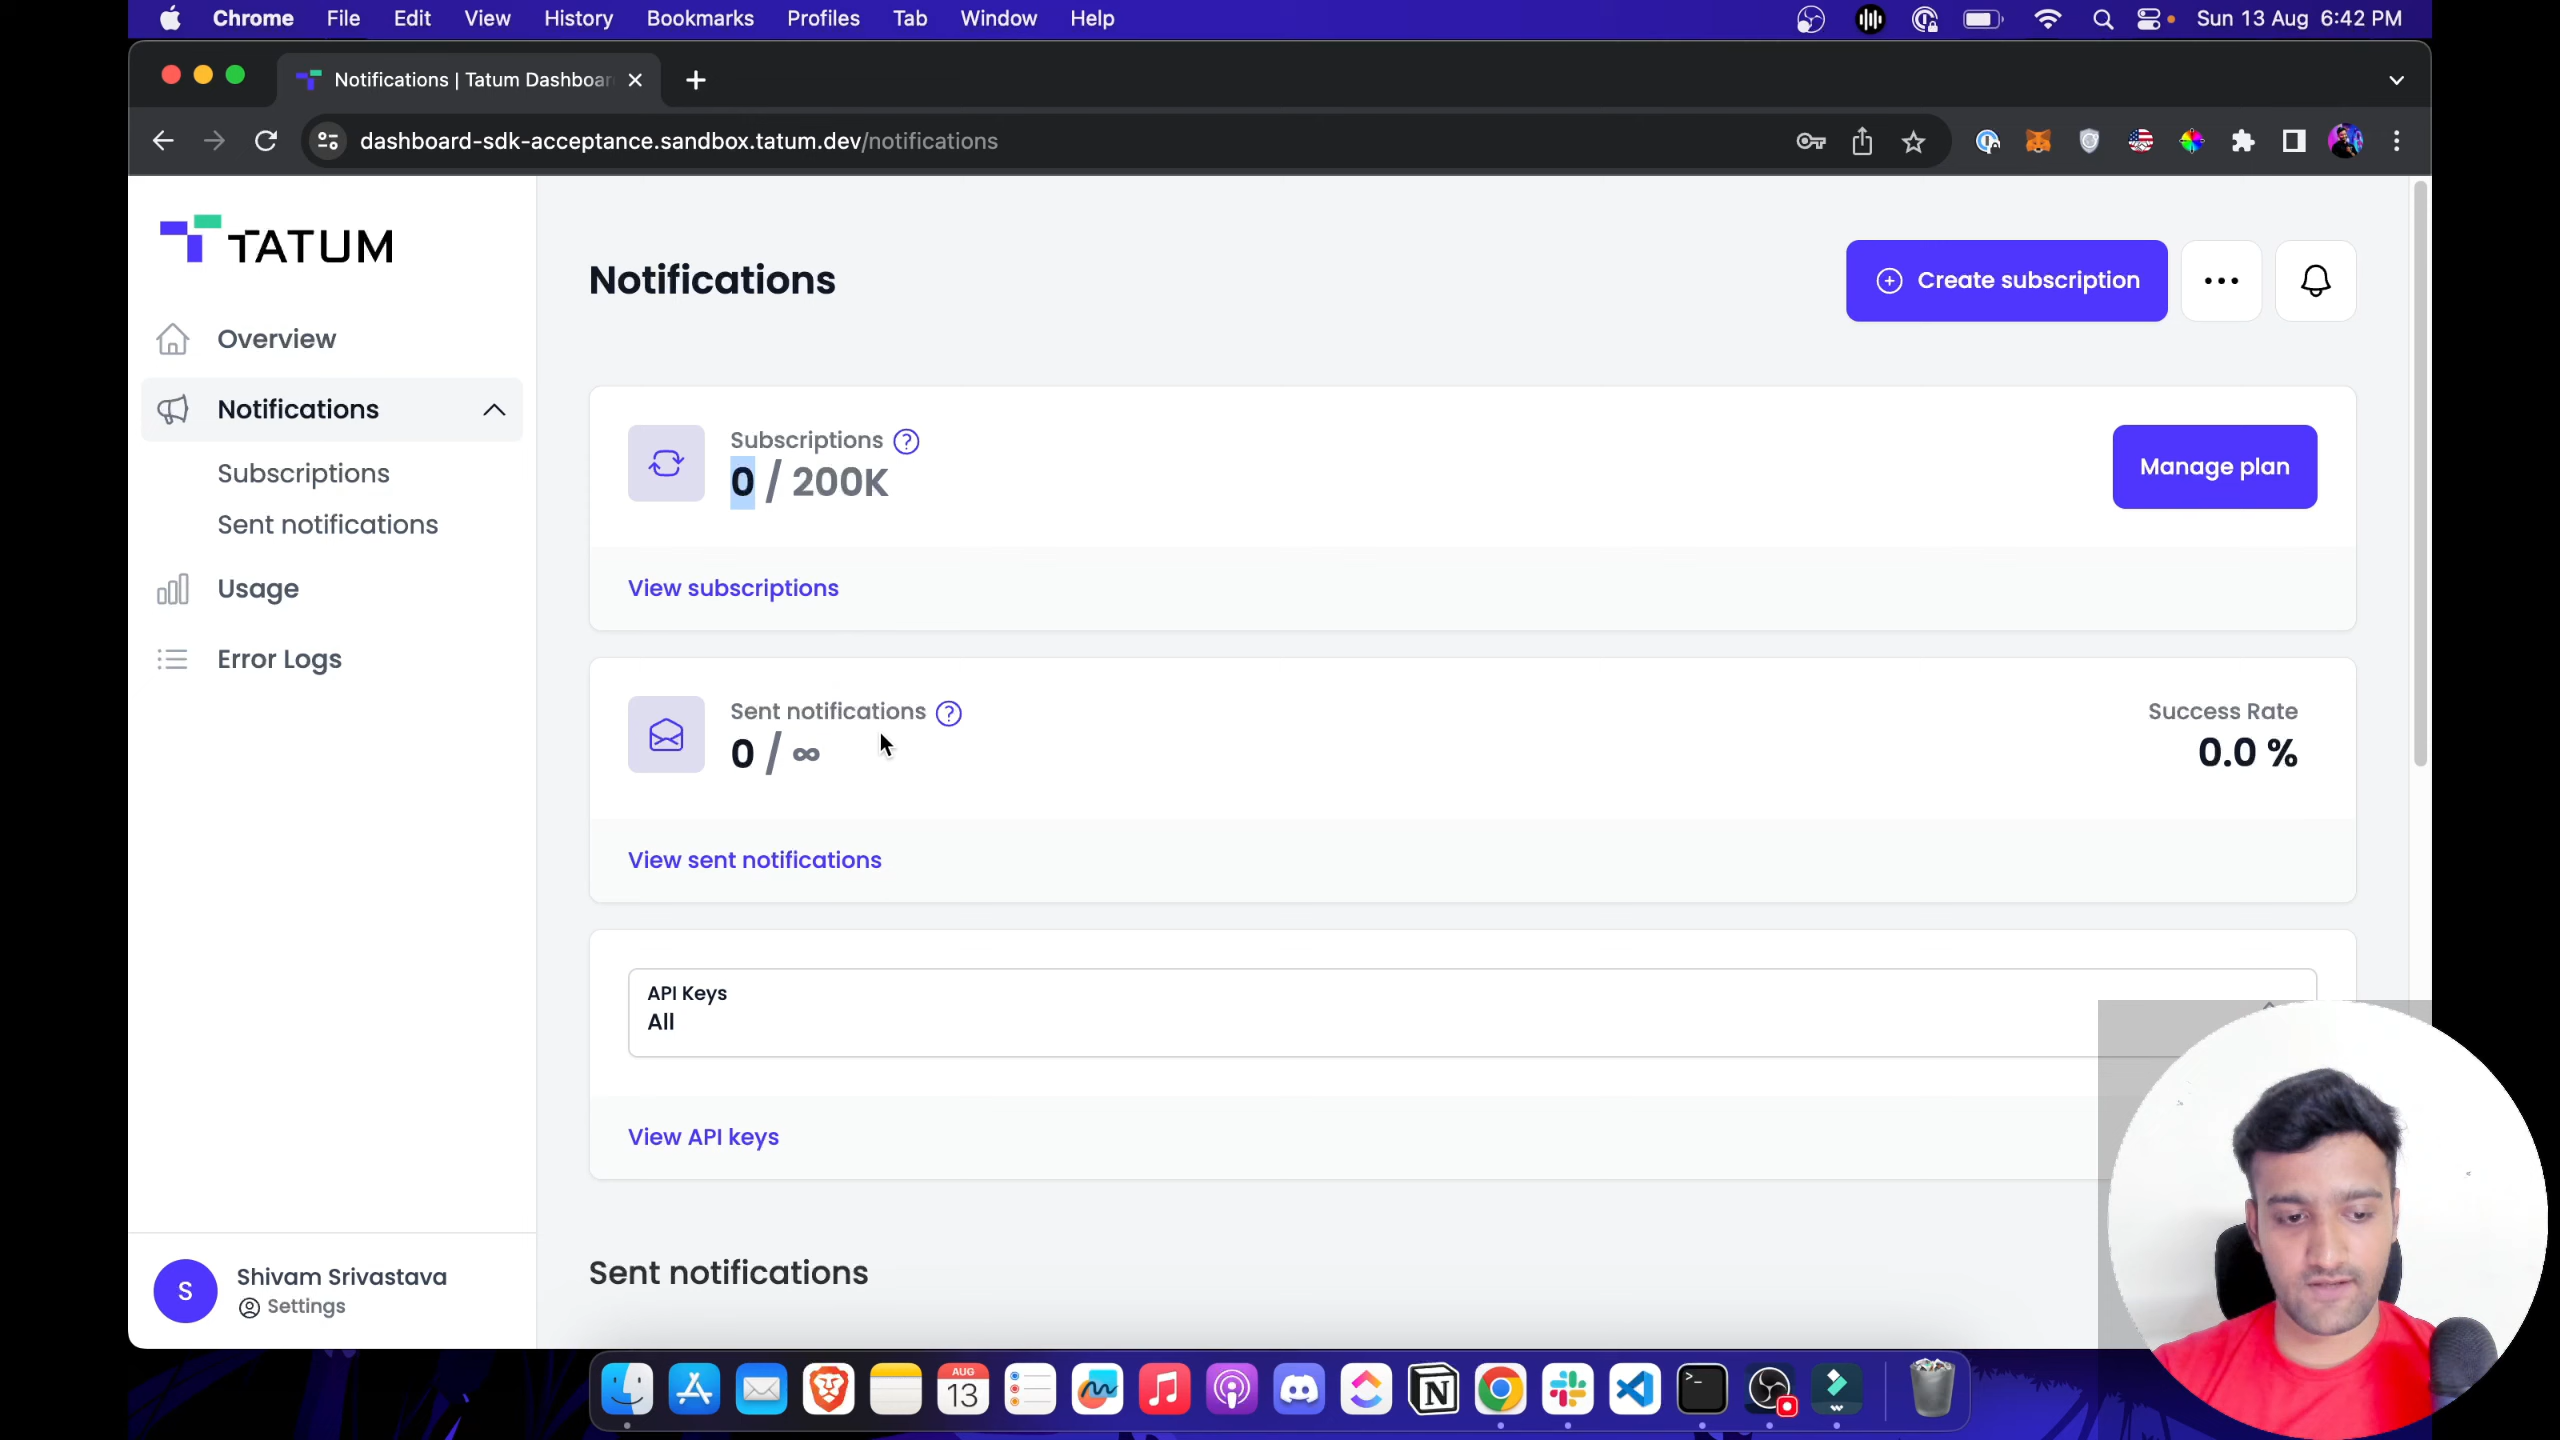 Chrome File Edit View History Bookmarks Profiles Tab Window Help Sun 13 Aug 6:42 PM
Notifications | Tatum Dashboar
dashboard-sdk-acceptance.sandbox.tatum.dev/notifications
TATUM
Overview
Notifications
Subscriptions
Sent notifications
Usage
Error Logs
S
Shivam Srivastava
Settings
Notifications
Create subscription
Subscriptions ?
0 / 200K
Manage plan
View subscriptions
Sent notifications ?
0 / ∞
Success Rate
0.0 %
View sent notifications
API Keys
All
View API keys
Sent notifications
AUG
13